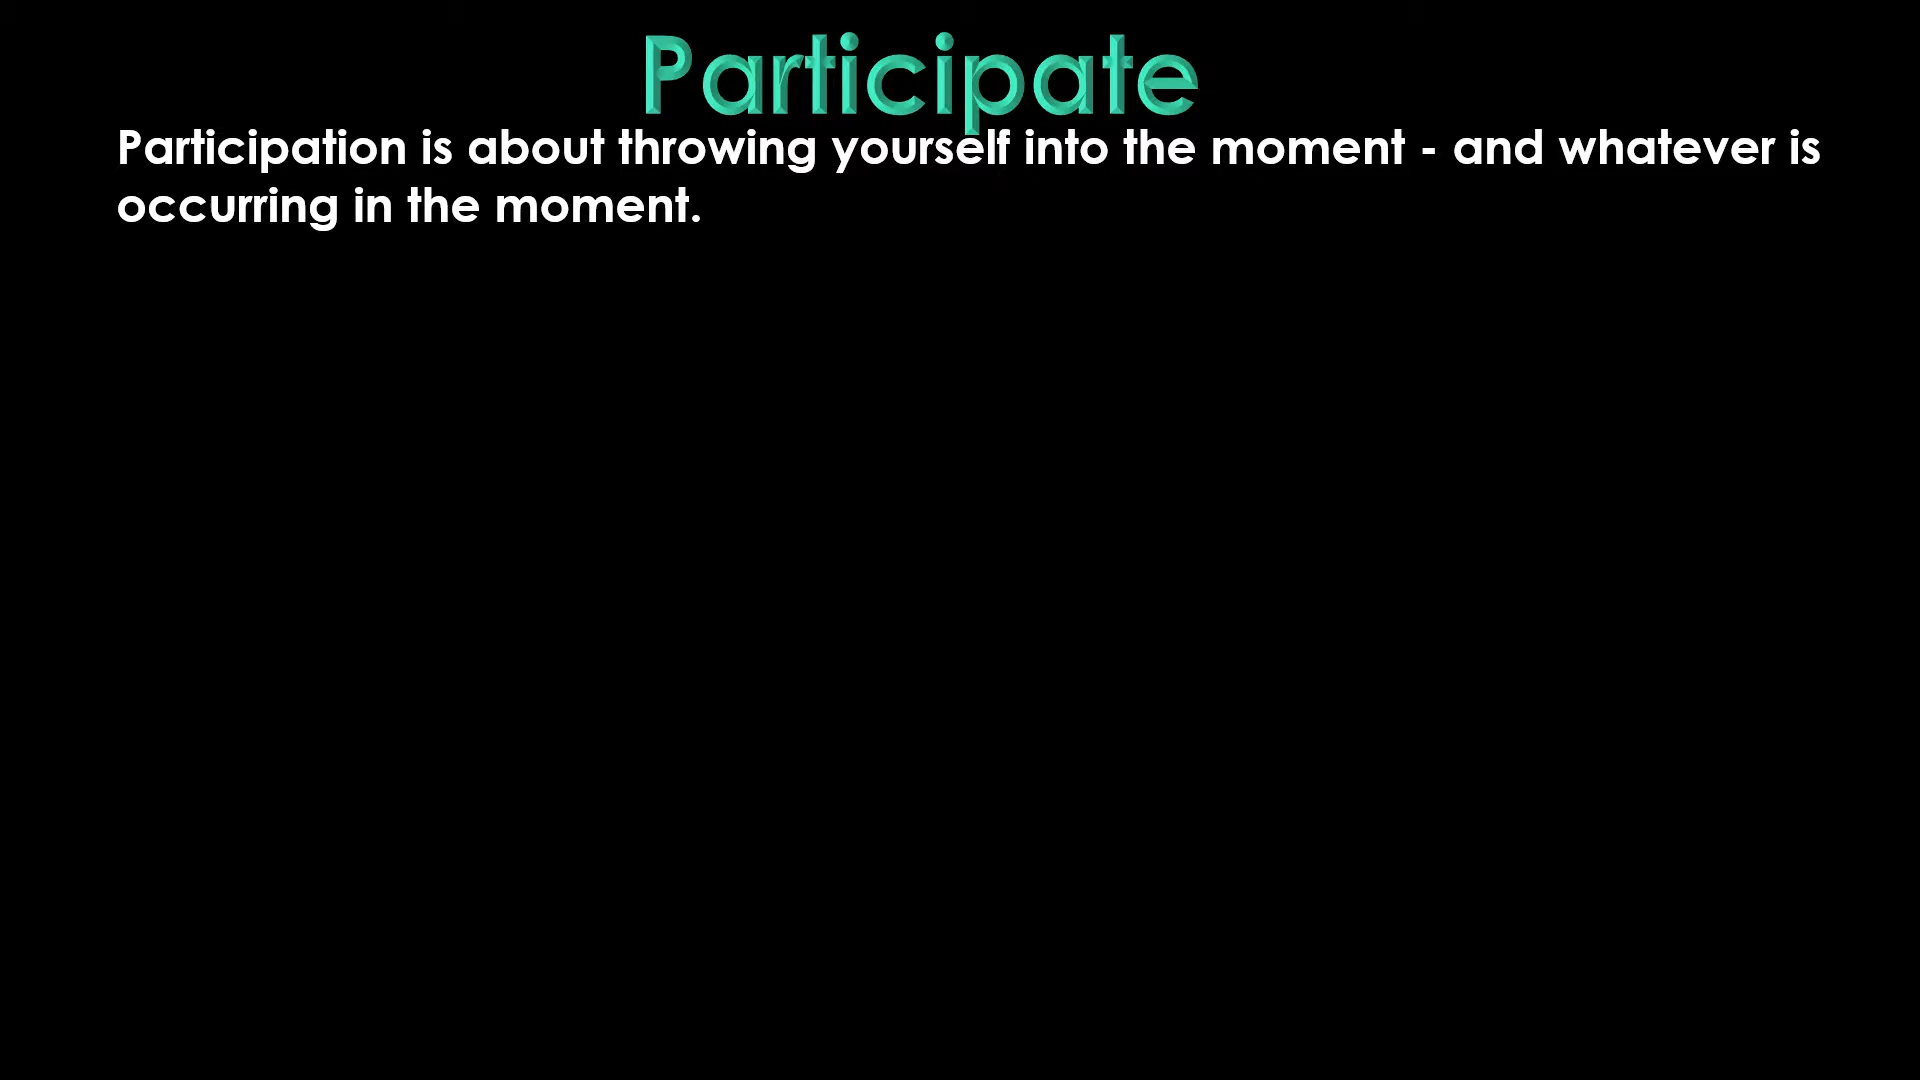 Participate
Participation is about throwing yourself into the moment - and whatever is
occurring in the moment.